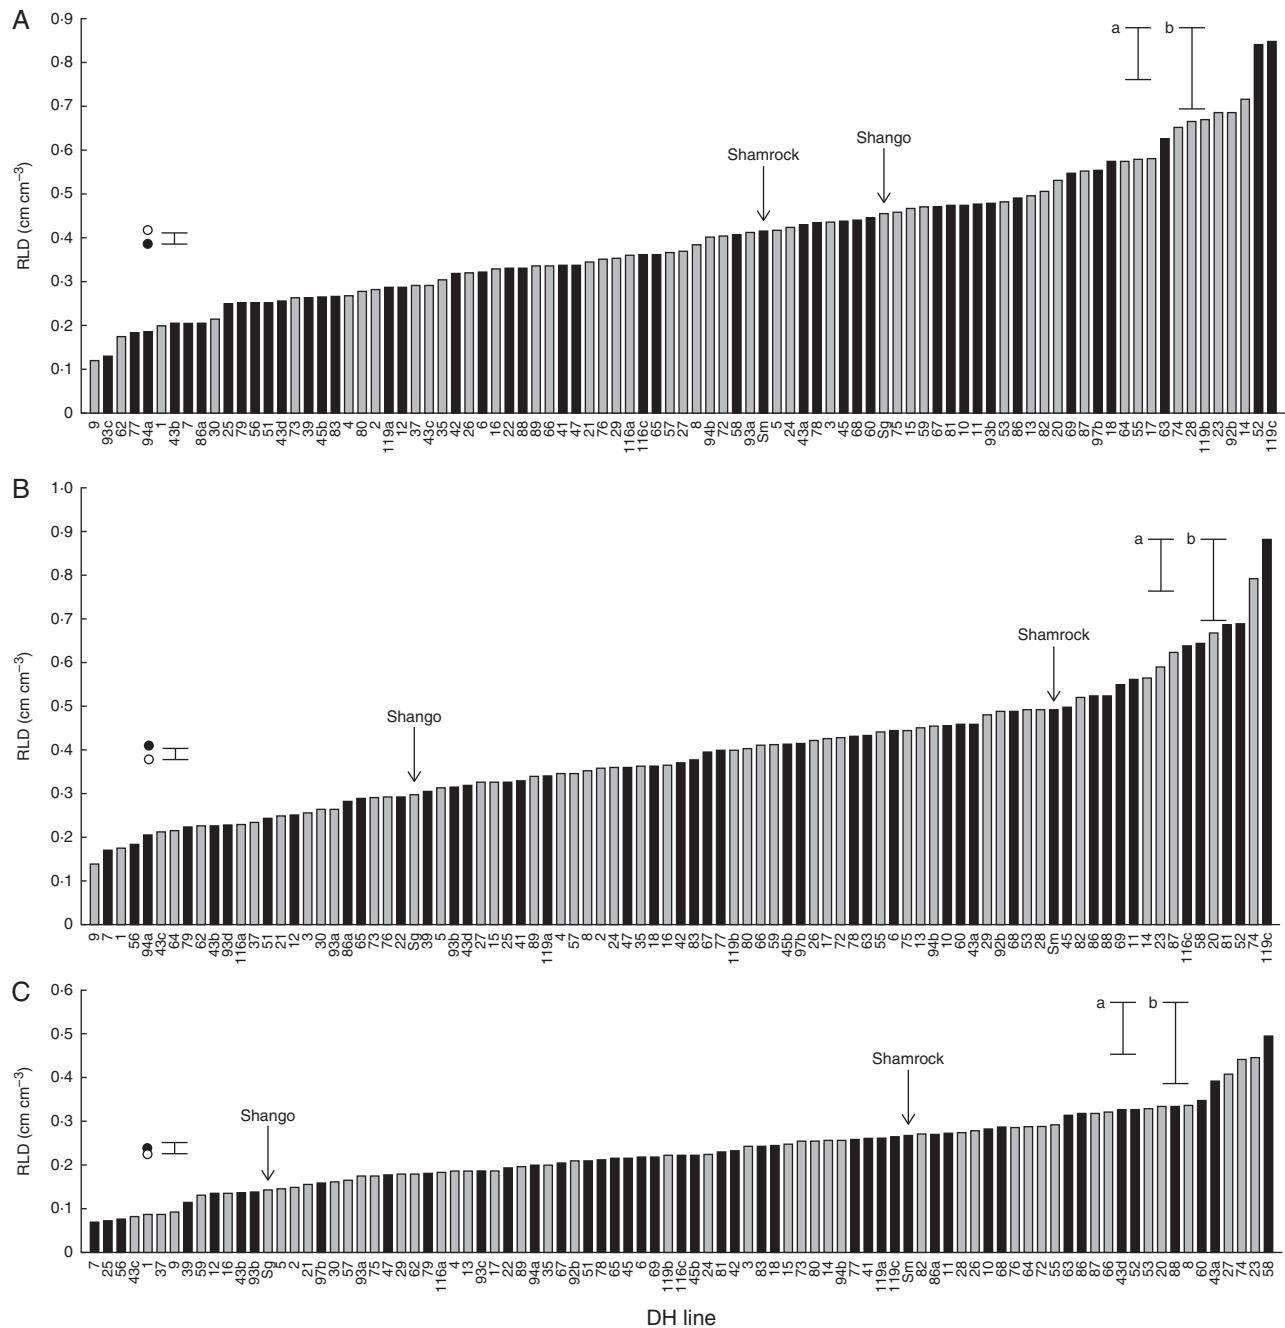 A
0·9
0·8
0·7
0·6
0·5
0·4
0·3
0·2
0·1
0
RLD (cm cm−3)
a
b
Shamrock
Shango
9 93c 62 77 94a 1 43b 7 86a 30 25 79 56 51 43d 73 39 45b 83 4 80 2 119a 12 37 43c 35 42 26 6 16 22 88 89 66 41 47 21 76 29 116a 116c 65 57 27 8 94b 72 58 93a Sm 5 24 43a 78 3 45 68 60 Sg 75 15 59 67 81 10 11 93b 53 86 13 82 20 69 87 97b 18 64 55 17 63 74 28 119b 23 92b 14 52 119c
B
1·0
0·9
0·8
0·7
0·6
0·5
0·4
0·3
0·2
0·1
0
RLD (cm cm−3)
a
b
Shamrock
Shango
9 7 1 56 94a 43c 64 79 62 43b 93d 116a 37 51 21 12 3 30 93a 86a 65 73 76 22 Sg 39 5 93b 43d 27 15 25 41 89 119a 4 57 8 2 24 47 35 18 16 42 83 67 77 119b 80 66 59 45b 97b 26 17 72 78 63 55 6 75 13 94b 10 60 43a 29 92b 68 53 28 Sm 45 82 86 88 69 11 14 23 87 116c 58 20 81 52 74 119c
C
0·6
0·5
0·4
0·3
0·2
0·1
0
RLD (cm cm−3)
a
b
Shamrock
Shango
7 25 56 43c 1 37 9 39 59 12 16 43b 93b Sg 5 2 21 97b 30 57 93a 75 47 29 62 79 116a 4 13 93c 17 22 89 94a 35 67 92b 51 78 65 45 6 69 119b 116c 45b 24 81 42 3 83 18 15 73 80 14 94b 77 41 119a 119c Sm 82 86a 11 28 26 10 68 76 64 72 55 63 86 87 66 43d 52 53 20 88 8 60 43a 27 74 23 58
DH line